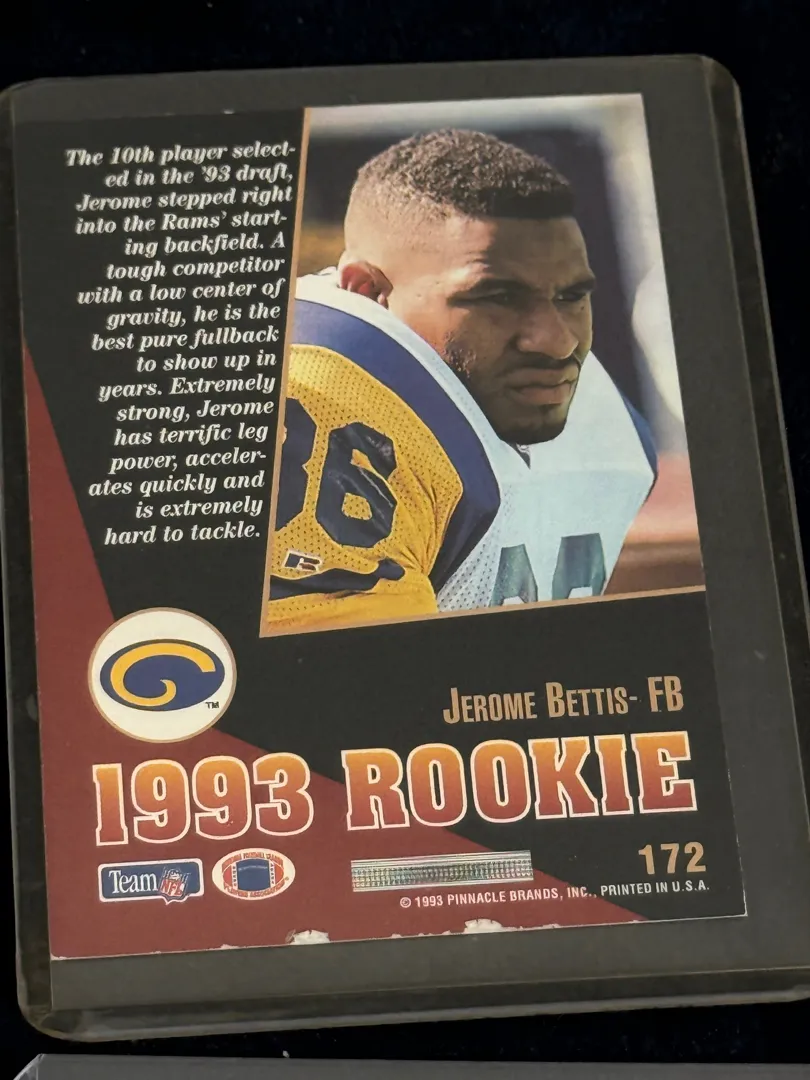 The 10th player select-
ed in the '93 draft,
Jerome stepped right
into the Rams' start-
ing backfield. A
tough competitor
with a low center of
gravity, he is the
best pure fullback
to show up in
years. Extremely
strong, Jerome
has terrific leg
power, acceler-
ates quickly and
is extremely
hard to tackle.
36
R
TM
JEROME BETTIS- FB
1993 ROOKIE
Team NFL
172
© 1993 PINNACLE BRANDS, INC., PRINTED IN U.S.A.